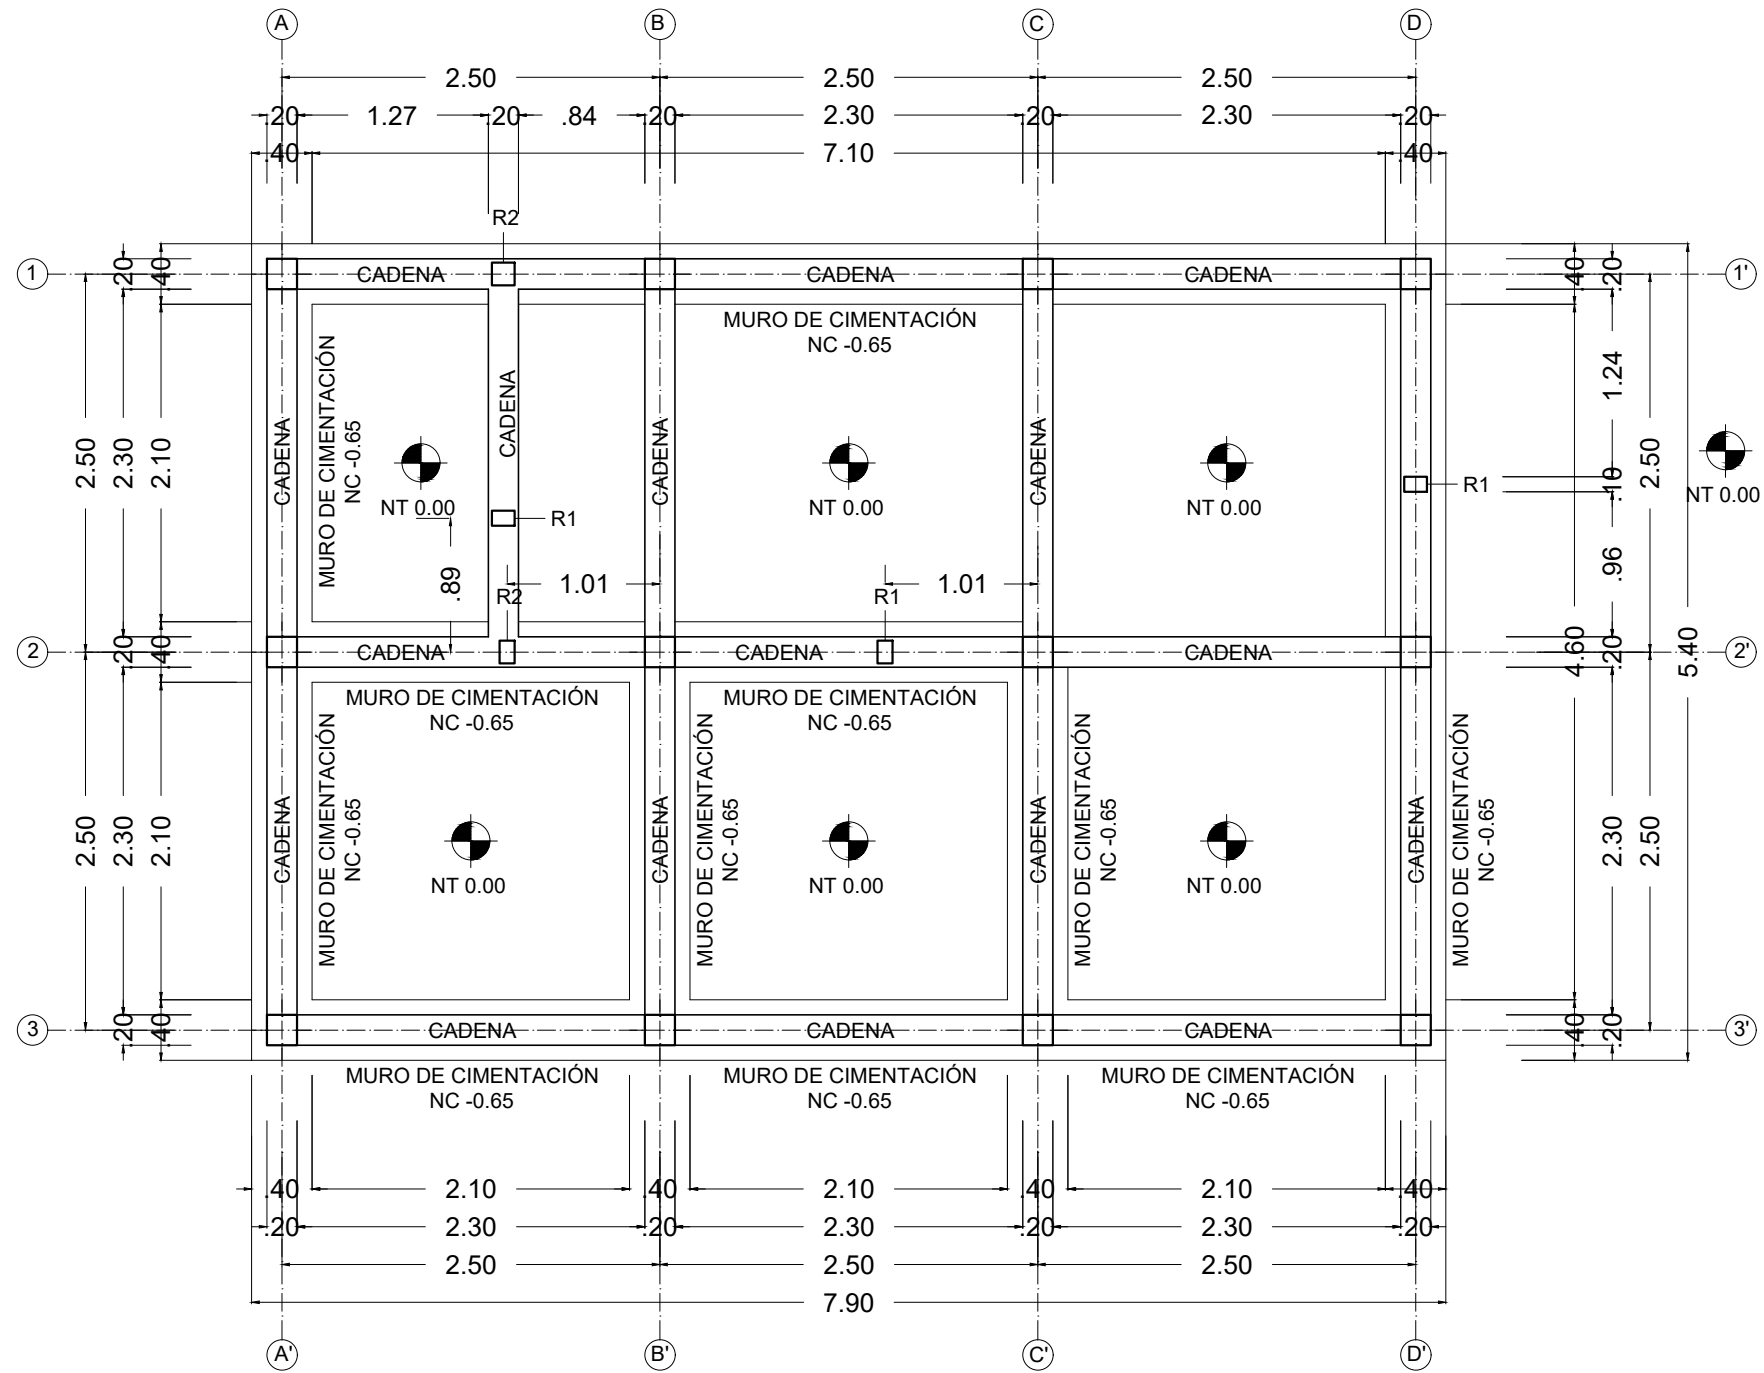 A B C D
2.50 2.50 2.50
.20 1.27 .20 .84 .20 2.30 .20 2.30 .20
.40 7.10 .40
R2
1 .20 .40 CADENA CADENA CADENA .40 .20 1'
MURO DE CIMENTACIÓN
NC -0.65
MURO DE CIMENTACIÓN
NC -0.65
CADENA
CADENA
CADENA
CADENA
2.50 2.30 2.10
1.24
2.50
NT 0.00
NT 0.00
NT 0.00
NT 0.00
R1
.10
R1
.89
1.01
R2
1.01
R1
.96
2 .20 .40 CADENA CADENA CADENA 4.60 .20 5.40 2'
MURO DE CIMENTACIÓN
NC -0.65
MURO DE CIMENTACIÓN
NC -0.65
2.50 2.30 2.10
CADENA
MURO DE CIMENTACIÓN
NC -0.65
CADENA
MURO DE CIMENTACIÓN
NC -0.65
CADENA
MURO DE CIMENTACIÓN
NC -0.65
CADENA
MURO DE CIMENTACIÓN
NC -0.65
2.30 2.50
NT 0.00
NT 0.00
NT 0.00
3 .20 .40 CADENA CADENA CADENA .40 .20 3'
MURO DE CIMENTACIÓN
NC -0.65
MURO DE CIMENTACIÓN
NC -0.65
MURO DE CIMENTACIÓN
NC -0.65
.40 2.10 .40 2.10 .40 2.10 .40
.20 2.30 .20 2.30 .20 2.30 .20
2.50 2.50 2.50
7.90
A' B' C' D'